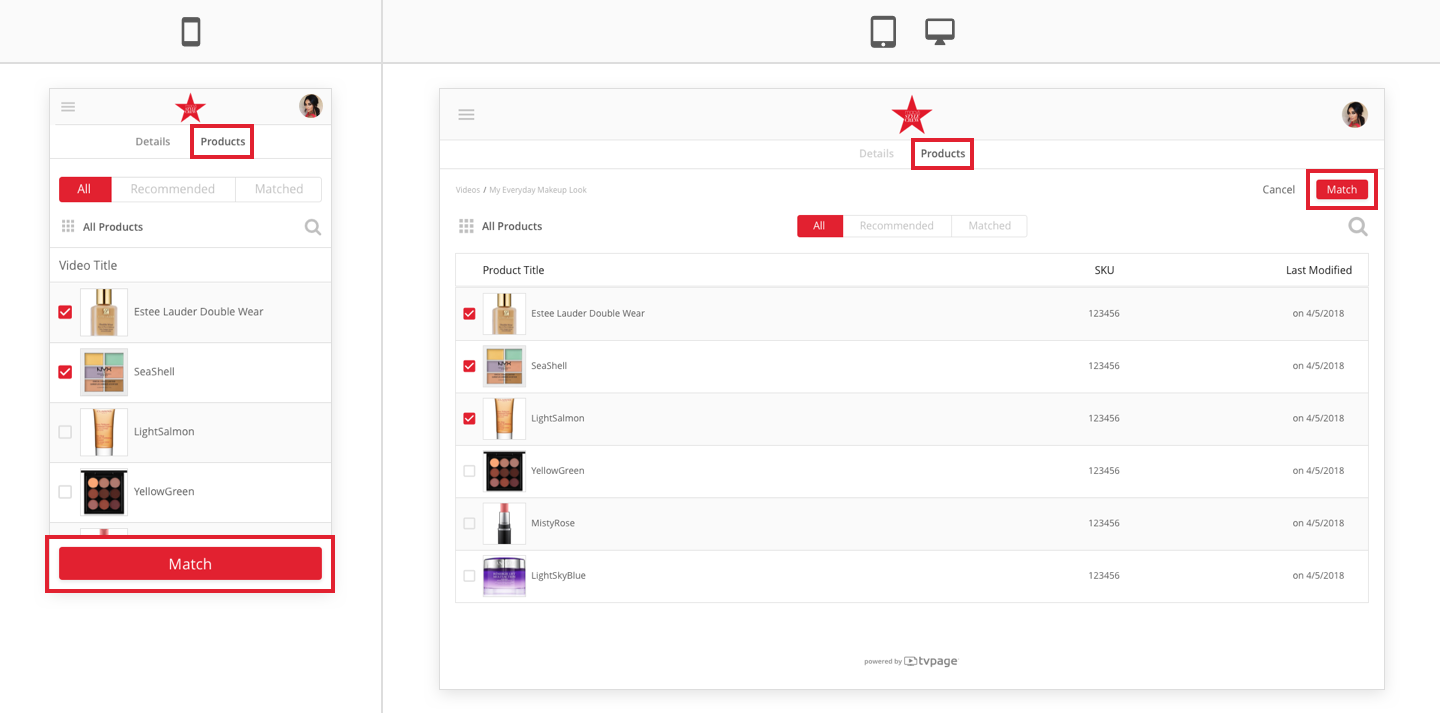 Details Products
All Recommended Matched
All Products
Video Title
Estee Lauder Double Wear
NYX
SeaShell
LightSalmon
YellowGreen
Match
STYLE
CREW
Details Products
Videos / My Everyday Makeup Look
Cancel Match
All Products All Recommended Matched
Product Title SKU Last Modified
Estee Lauder Double Wear 123456 on 4/5/2018
NYX
SeaShell 123456 on 4/5/2018
LightSalmon 123456 on 4/5/2018
YellowGreen 123456 on 4/5/2018
MistyRose 123456 on 4/5/2018
LightSkyBlue 123456 on 4/5/2018
powered by tvpage